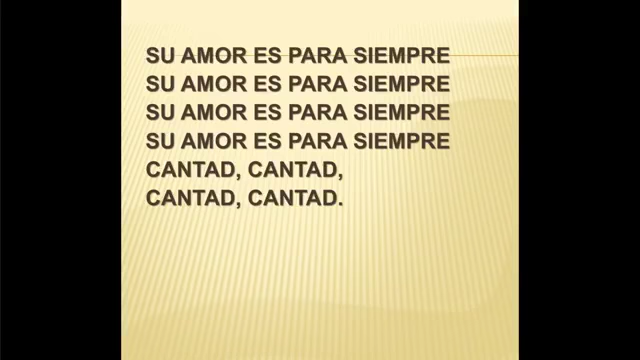 SU AMOR ES PARA SIEMPRE
SU AMOR ES PARA SIEMPRE
SU AMOR ES PARA SIEMPRE
SU AMOR ES PARA SIEMPRE
CANTAD, CANTAD,
CANTAD, CANTAD.